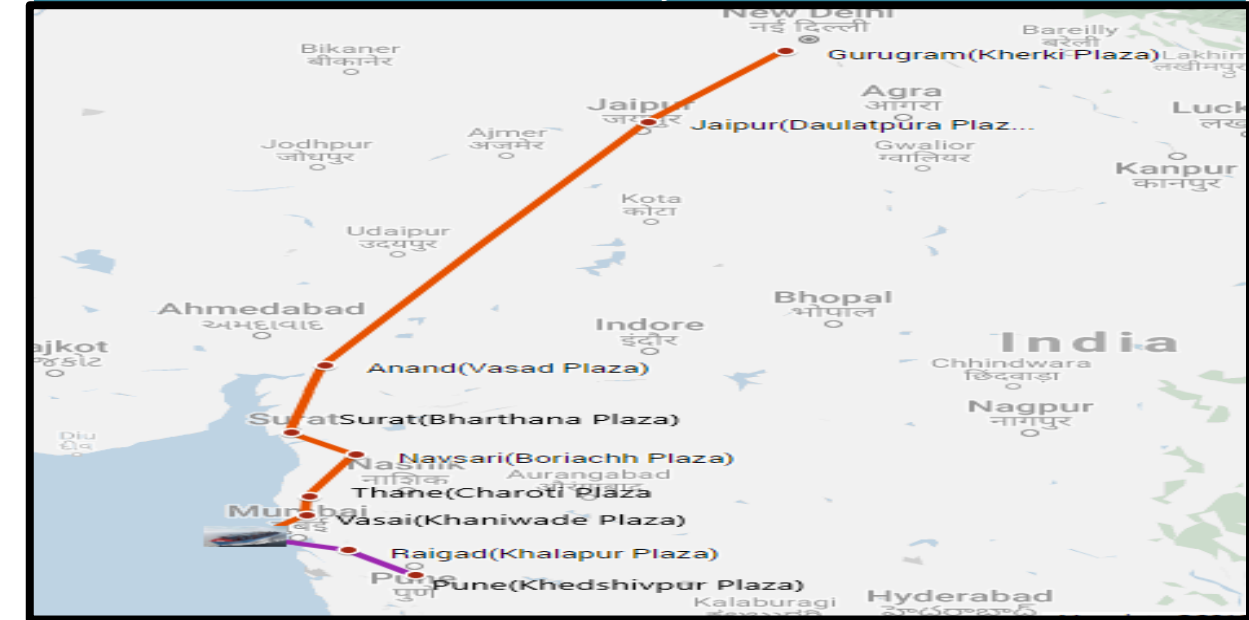 New Delhi
नई दिल्ली
Bareilly
बरेली
Bikaner
बीकानेर
Gurugram(Kherki Plaza)
Lakhim
लखीमपुर
Agra
आगरा
Jaipur
Luck
Jaipur(Daulatpura Plaz...
Ajmer
अजमेर
Jodhpur
जोधपुर
Gwalior
ग्वालियर
Kanpur
कानपुर
Kota
कोटा
Udaipur
उदयपुर
Bhopal
भोपाल
Ahmedabad
અમદાવાદ
Indore
इंदौर
India
ajkot
Chhindwara
छिंदवाड़ा
Anand(Vasad Plaza)
Nagpur
नागपुर
Surat
Surat(Bharthana Plaza)
Diu
દીવ
Navsari(Boriachh Plaza)
Nashik
नाशिक
Aurangabad
Thane(Charoti Plaza
Mumbai
Vasai(Khaniwade Plaza)
Raigad(Khalapur Plaza)
Pune
पुणे
Pune(Khedshivpur Plaza)
Kalaburagi
Hyderabad